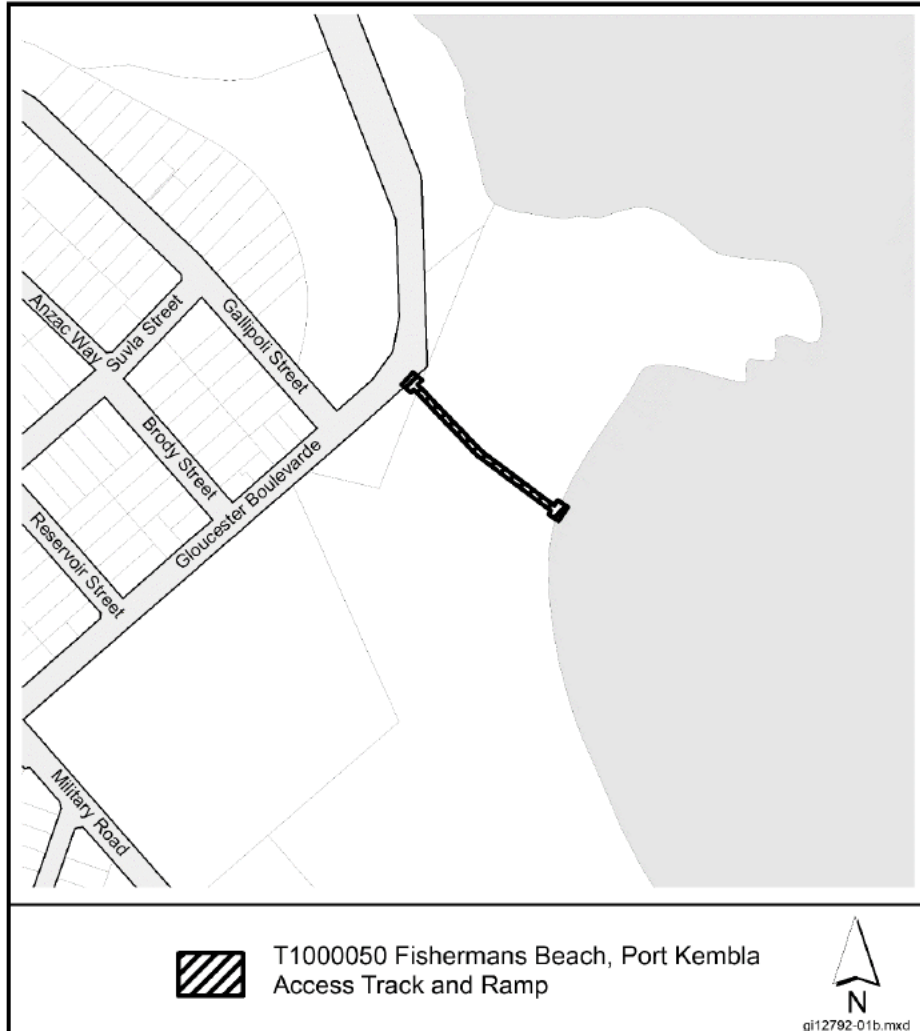 Anzac Way
Suvla Street
Gallipoli Street
Brody Street
Gloucester Boulevarde
Reservoir Street
Military Road
T1000050 Fishermans Beach, Port Kembla
Access Track and Ramp
N
gi12792-01b.mxd